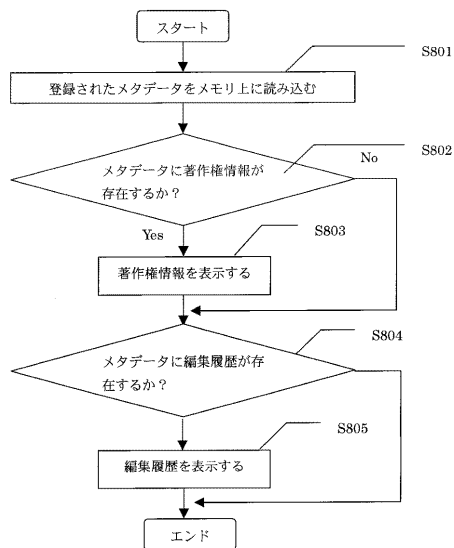 スタート
S801
登録されたメタデータをメモリ上に読み込む
S802
メタデータに著作権情報が
存在するか？
No
Yes
S803
著作権情報を表示する
S804
メタデータに編集履歴が存
在するか？
S805
編集履歴を表示する
エンド